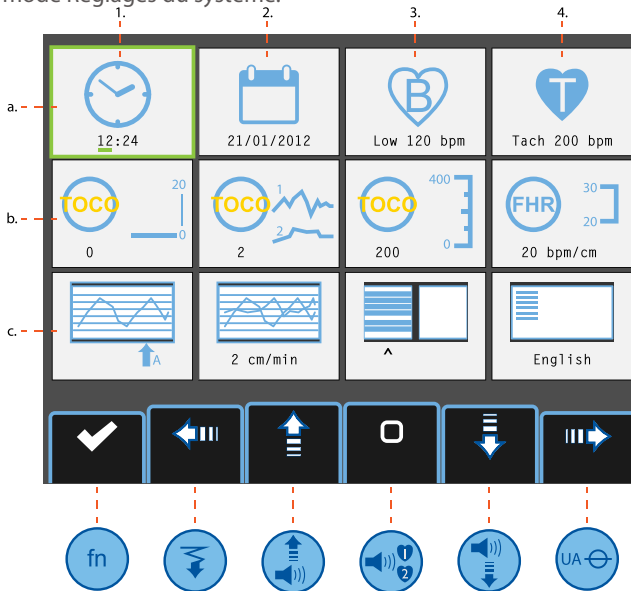 mode Réglages du système.
1. 2. 3. 4.
a.
12:24
21/01/2012
B
Low 120 bpm
T
Tach 200 bpm
b.
TOCO 20 0
0
TOCO 1 2
2
TOCO 400 0
200
FHR 30 20
20 bpm/cm
c.
A
2 cm/min
^
English
fn
1
2
UA